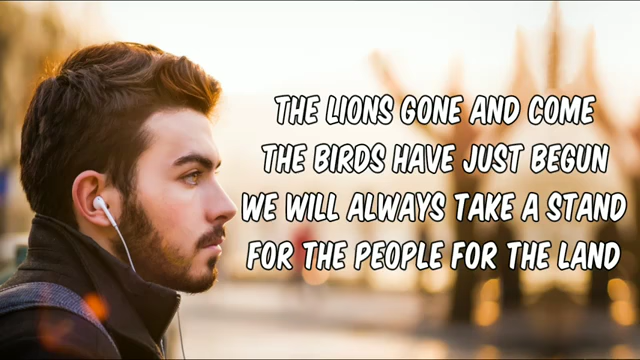 THE LIONS GONE AND COME
THE BIRDS HAVE JUST BEGUN
WE WILL ALWAYS TAKE A STAND
FOR THE PEOPLE FOR THE LAND